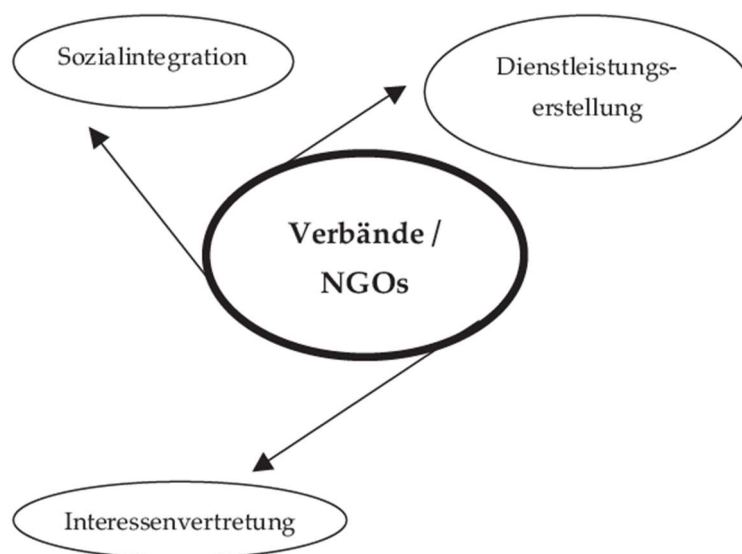 Sozialintegration
Dienstleistungs-
erstellung
Verbände /
NGOs
Interessenvertretung